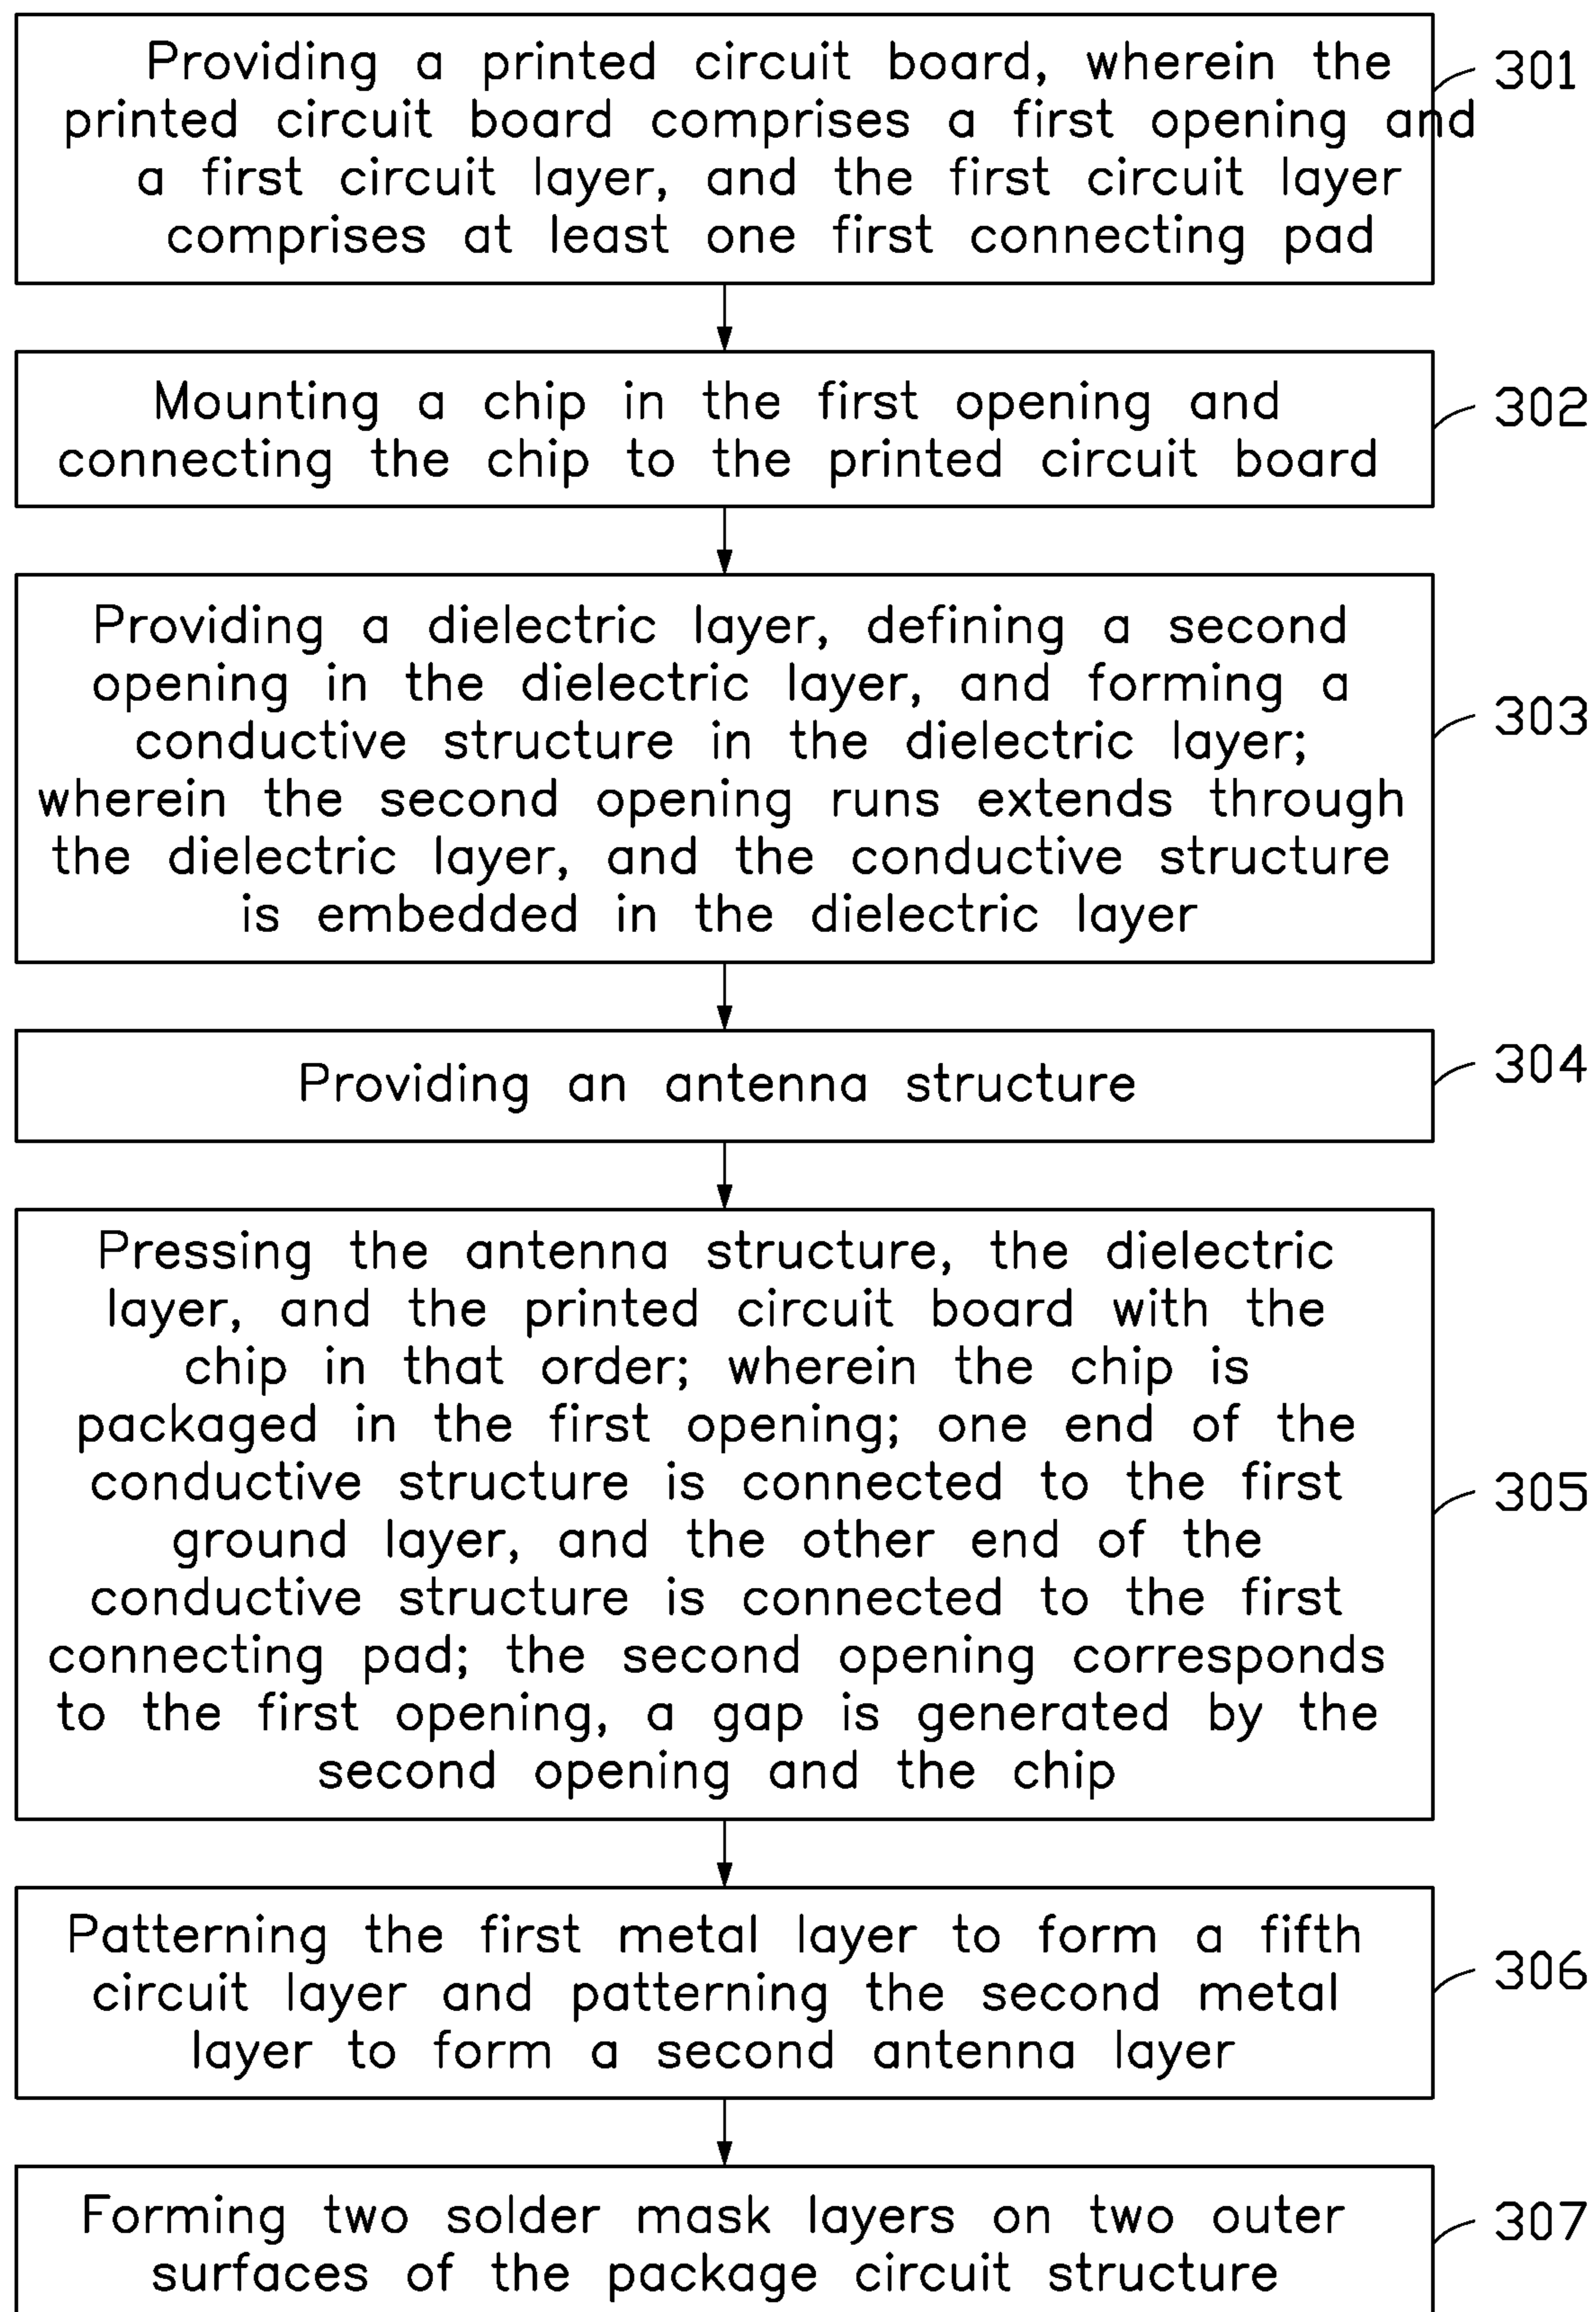 Providing a printed circuit board, wherein the
printed circuit board comprises a first opening and
a first circuit layer, and the first circuit layer
comprises at least one first connecting pad
301
Mounting a chip in the first opening and
connecting the chip to the printed circuit board
302
Providing a dielectric layer, defining a second
opening in the dielectric layer, and forming a
conductive structure in the dielectric layer;
wherein the second opening runs extends through
the dielectric layer, and the conductive structure
is embedded in the dielectric layer
303
Providing an antenna structure
304
Pressing the antenna structure, the dielectric
layer, and the printed circuit board with the
chip in that order; wherein the chip is
packaged in the first opening; one end of the
conductive structure is connected to the first
ground layer, and the other end of the
conductive structure is connected to the first
connecting pad; the second opening corresponds
to the first opening, a gap is generated by the
second opening and the chip
305
Patterning the first metal layer to form a fifth
circuit layer and patterning the second metal
layer to form a second antenna layer
306
Forming two solder mask layers on two outer
surfaces of the package circuit structure
307